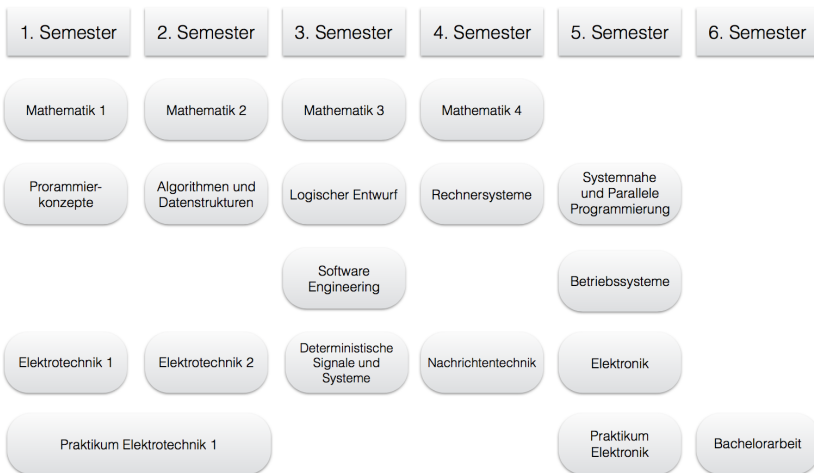 1. Semester
2. Semester
3. Semester
4. Semester
5. Semester
6. Semester
Mathematik 1
Mathematik 2
Mathematik 3
Mathematik 4
Prorammier-
konzepte
Algorithmen und
Datenstrukturen
Logischer Entwurf
Rechnersysteme
Systemnahe
und Parallele
Programmierung
Software
Engineering
Betriebssysteme
Elektrotechnik 1
Elektrotechnik 2
Deterministische
Signale und
Systeme
Nachrichtentechnik
Elektronik
Praktikum Elektrotechnik 1
Praktikum
Elektronik
Bachelorarbeit